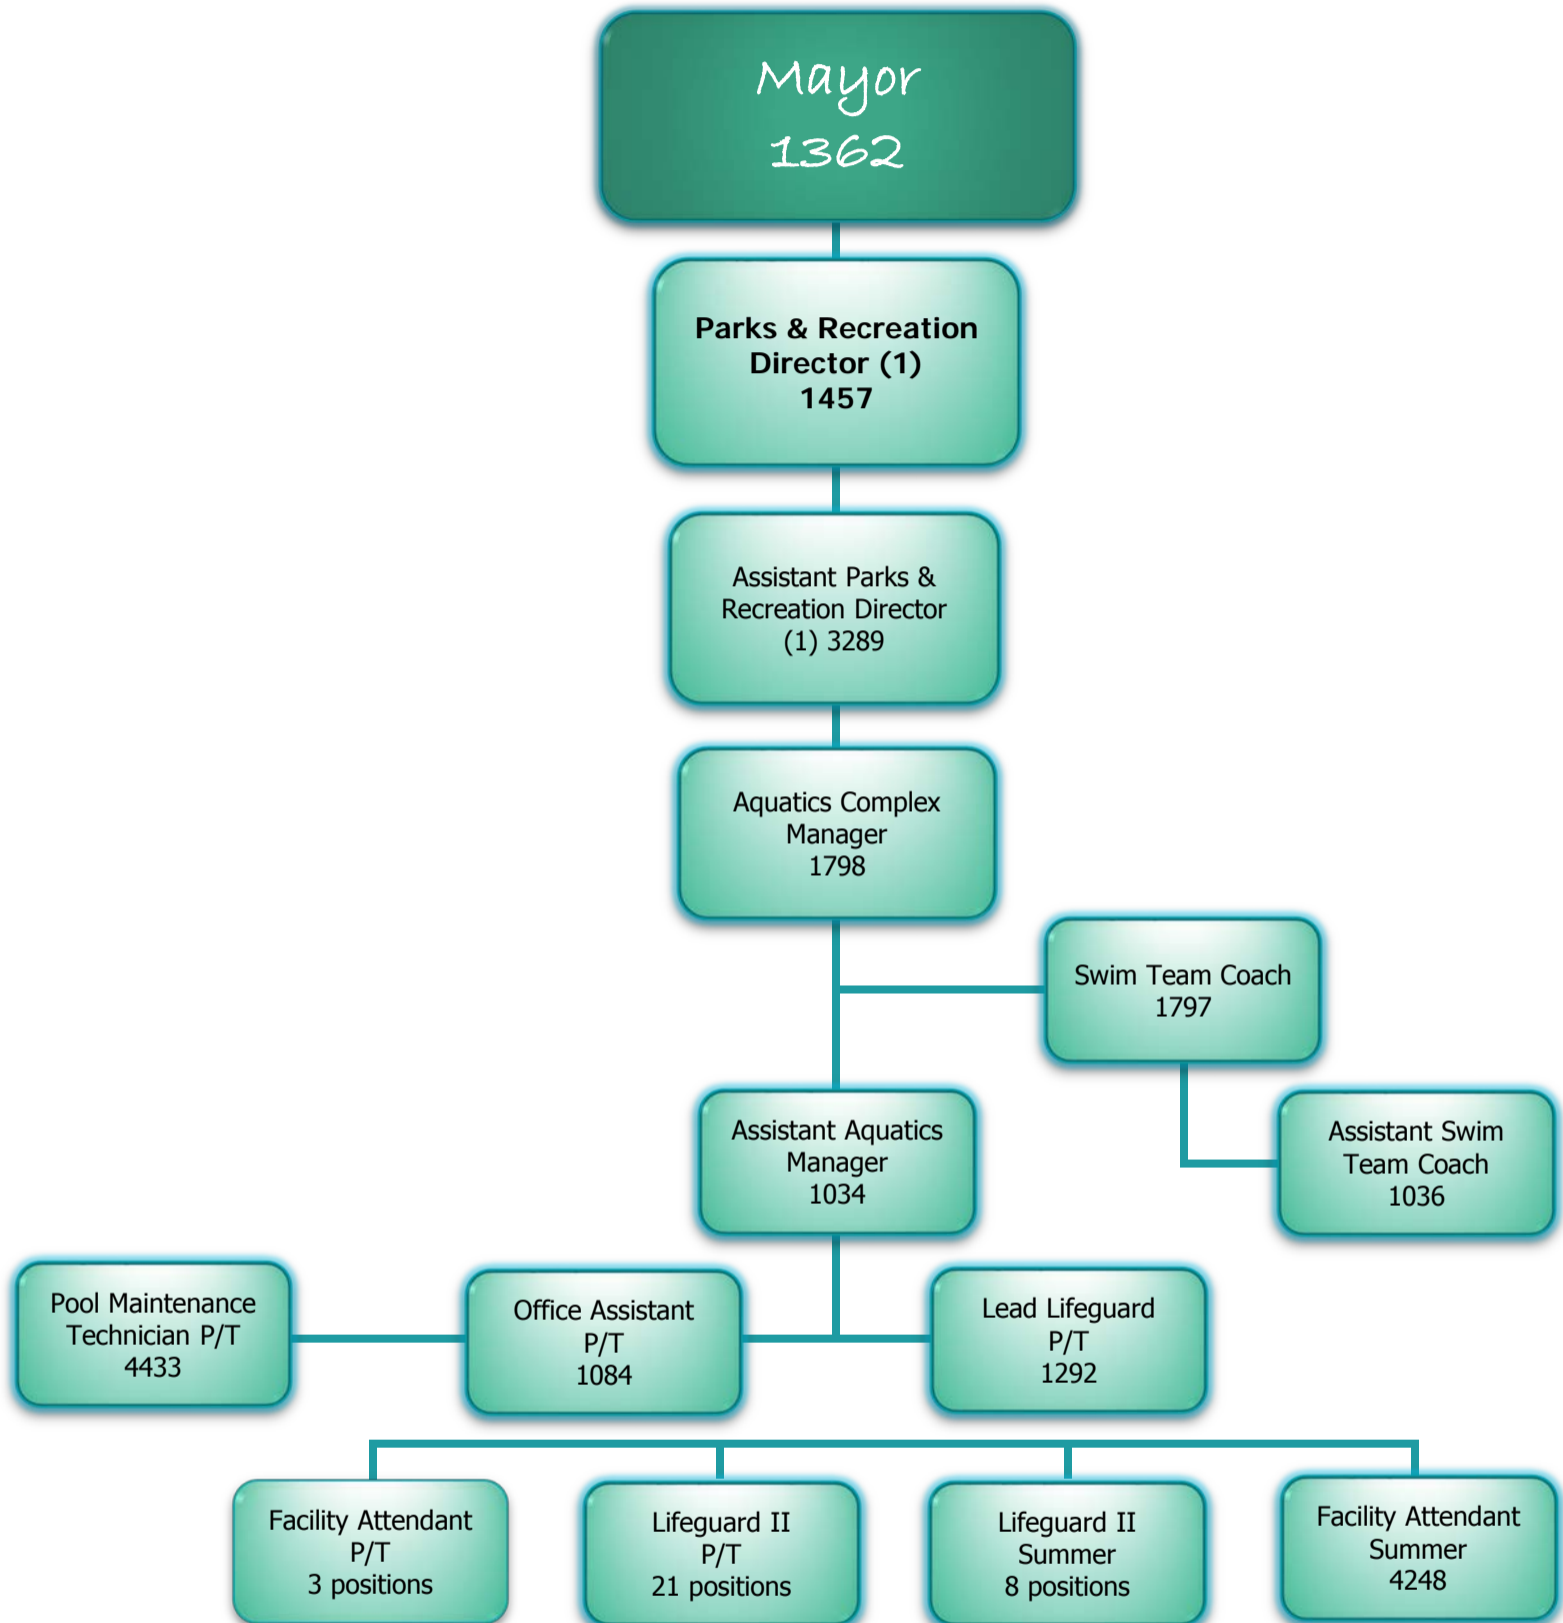 Mayor
1362
Parks & Recreation
Director (1)
1457
Assistant Parks &
Recreation Director
(1) 3289
Aquatics Complex
Manager
1798
Swim Team Coach
1797
Assistant Aquatics
Manager
1034
Assistant Swim
Team Coach
1036
Pool Maintenance
Technician P/T
4433
Office Assistant
P/T
1084
Lead Lifeguard
P/T
1292
Facility Attendant
P/T
3 positions
Lifeguard II
P/T
21 positions
Lifeguard II
Summer
8 positions
Facility Attendant
Summer
4248